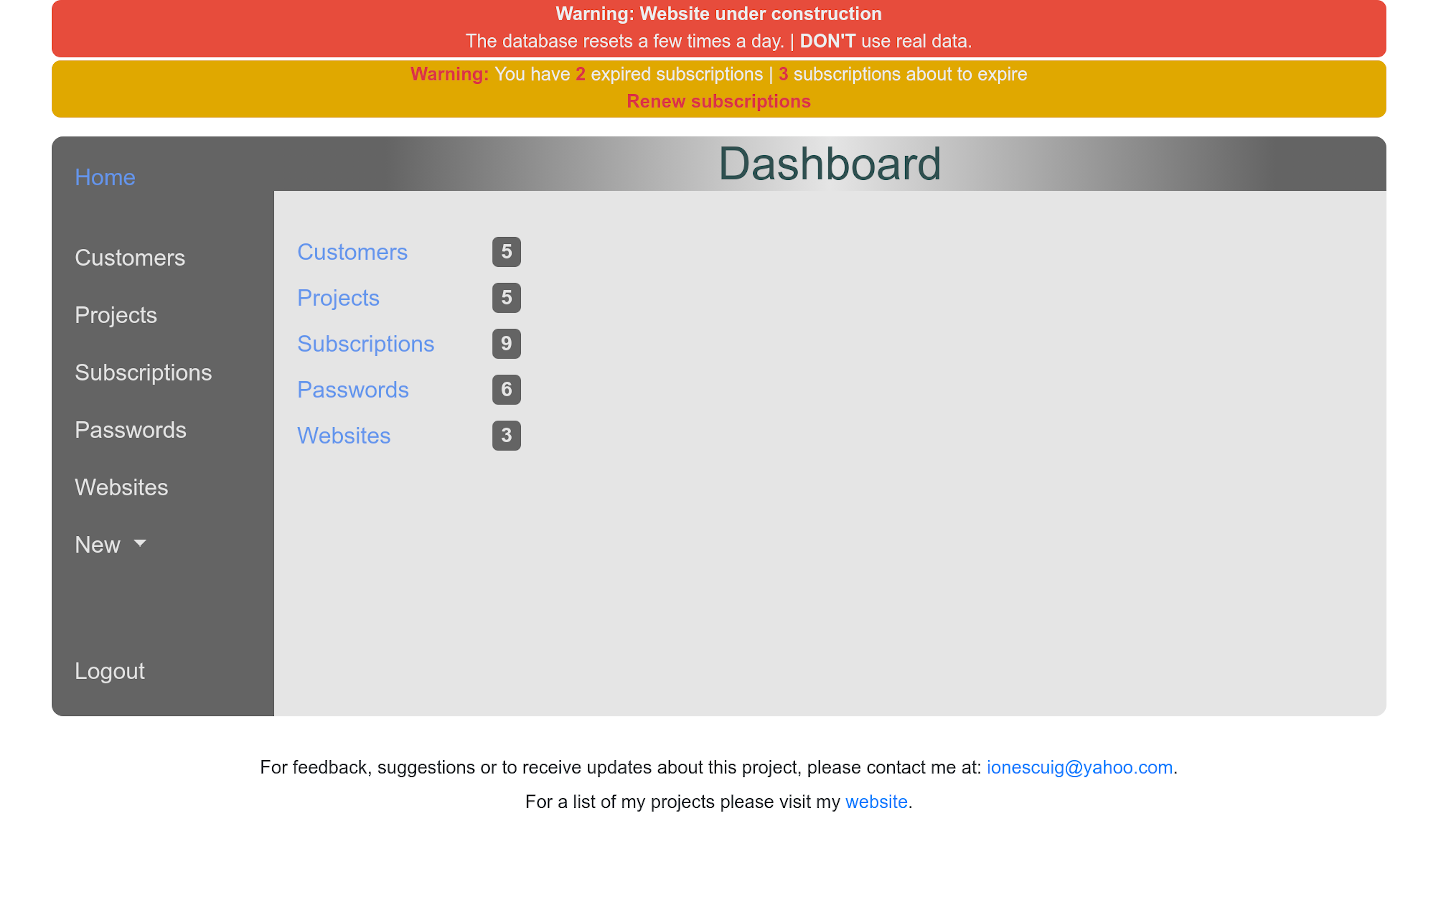 Warning: Website under construction
The database resets a few times a day. | DON'T use real data.
Warning: You have 2 expired subscriptions | 3 subscriptions about to expire
Renew subscriptions
Home
Customers
Projects
Subscriptions
Passwords
Websites
New
Logout
Dashboard
Customers 5
Projects 5
Subscriptions 9
Passwords 6
Websites 3
For feedback, suggestions or to receive updates about this project, please contact me at: ionescuig@yahoo.com.
For a list of my projects please visit my website.